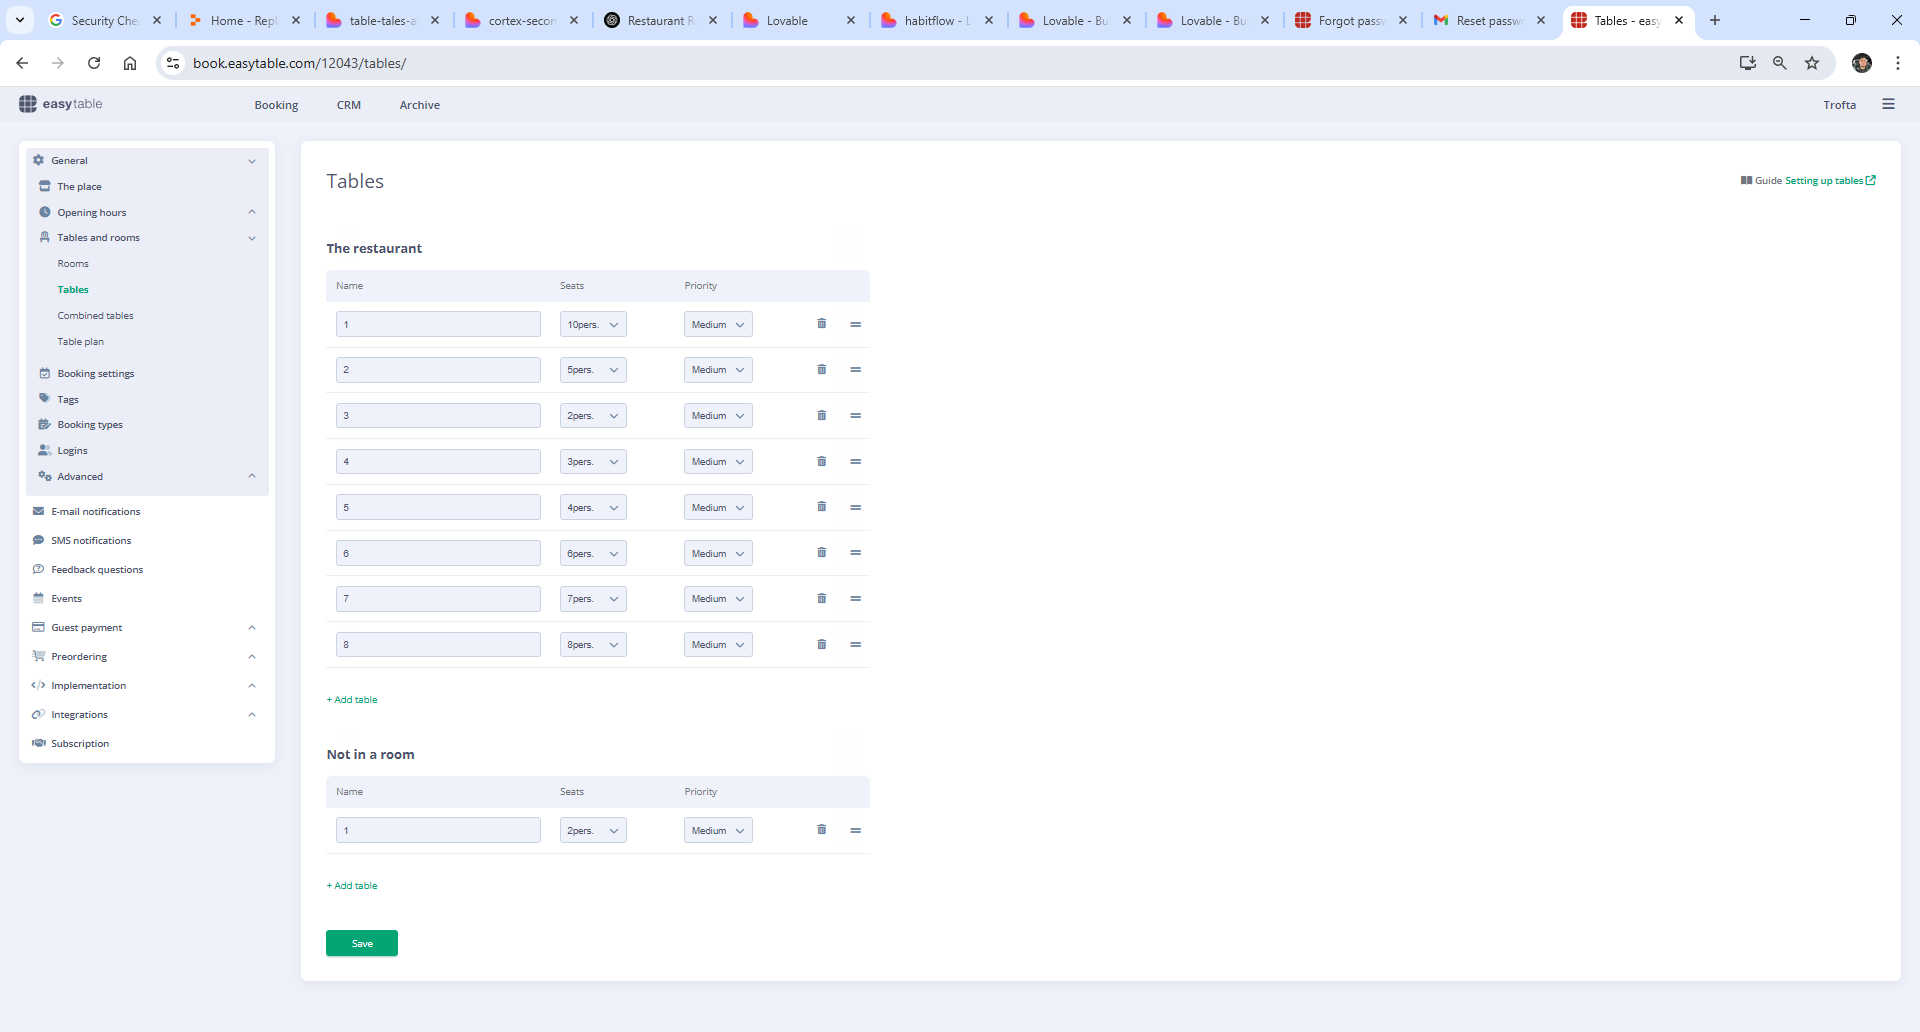 Security Che
Home - Repl
table-tales-a
cortex-secon
Restaurant R
Lovable
habitflow - L
Lovable - Bu
Lovable - Bu
Forgot passw
Reset passw
Tables - easy
book.easytable.com/12043/tables/
easytable
Booking
CRM
Archive
Trofta
General
The place
Opening hours
Tables and rooms
Rooms
Tables
Combined tables
Table plan
Booking settings
Tags
Booking types
Logins
Advanced
E-mail notifications
SMS notifications
Feedback questions
Events
Guest payment
Preordering
Implementation
Integrations
Subscription
Tables
Guide Setting up tables
The restaurant
Name Seats Priority
1 10pers. Medium
2 5pers. Medium
3 2pers. Medium
4 3pers. Medium
5 4pers. Medium
6 6pers. Medium
7 7pers. Medium
8 8pers. Medium
+ Add table
Not in a room
Name Seats Priority
1 2pers. Medium
+ Add table
Save